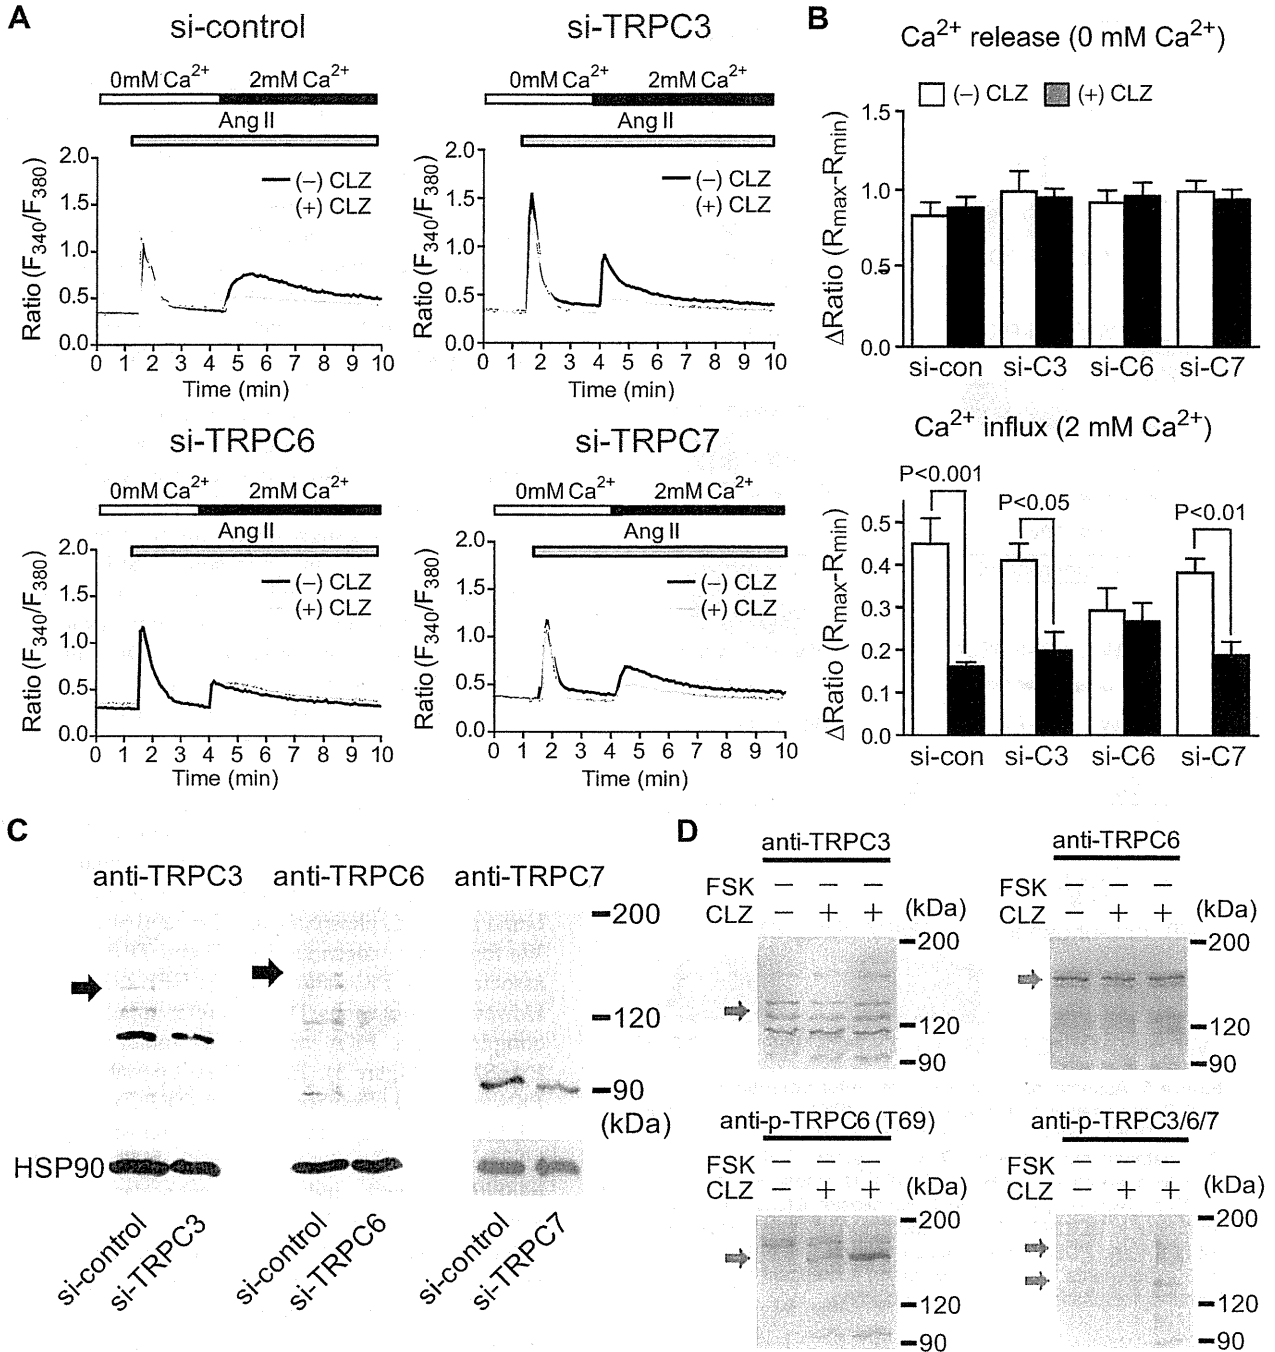 A
si-control
0mM Ca2+ 2mM Ca2+
Ang II
(−) CLZ
(+) CLZ
Ratio (F340/F380)
2.0
1.5
1.0
0.5
0.0
0 1 2 3 4 5 6 7 8 9 10
Time (min)
si-TRPC3
0mM Ca2+ 2mM Ca2+
Ang II
(−) CLZ
(+) CLZ
Ratio (F340/F380)
2.0
1.5
1.0
0.5
0.0
0 1 2 3 4 5 6 7 8 9 10
Time (min)
si-TRPC6
0mM Ca2+ 2mM Ca2+
Ang II
(−) CLZ
(+) CLZ
Ratio (F340/F380)
2.0
1.5
1.0
0.5
0.0
0 1 2 3 4 5 6 7 8 9 10
Time (min)
si-TRPC7
0mM Ca2+ 2mM Ca2+
Ang II
(−) CLZ
(+) CLZ
Ratio (F340/F380)
2.0
1.5
1.0
0.5
1.0
0 1 2 3 4 5 6 7 8 9 10
Time (min)
B
Ca2+ release (0 mM Ca2+)
(−) CLZ (+) CLZ
ΔRatio (Rmax-Rmin)
1.5
1.0
0.5
0.0
si-con si-C3 si-C6 si-C7
Ca2+ influx (2 mM Ca2+)
P<0.001
P<0.05
P<0.01
ΔRatio (Rmax-Rmin)
0.5
0.4
0.3
0.2
0.1
0.0
si-con si-C3 si-C6 si-C7
C
anti-TRPC3 anti-TRPC6 anti-TRPC7
200
120
90
(kDa)
HSP90
si-control
si-TRPC3
si-control
si-TRPC6
si-control
si-TRPC7
D
anti-TRPC3
FSK − − −
CLZ − + + (kDa)
200
120
90
anti-TRPC6
FSK − − −
CLZ − + + (kDa)
200
120
90
anti-p-TRPC6 (T69)
FSK − − −
CLZ − + + (kDa)
200
120
90
anti-p-TRPC3/6/7
FSK − − −
CLZ − + + (kDa)
200
120
90